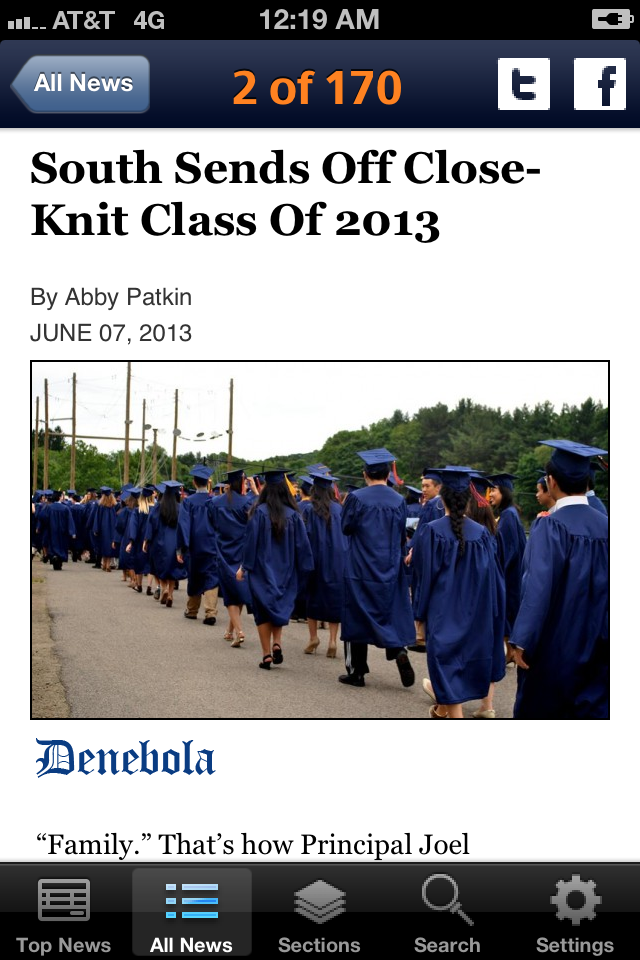 AT&T 4G 12:19 AM
All News 2 of 170
South Sends Off Close-
Knit Class Of 2013
By Abby Patkin
JUNE 07, 2013
Denebola
“Family.” That’s how Principal Joel
Top News All News Sections Search Settings